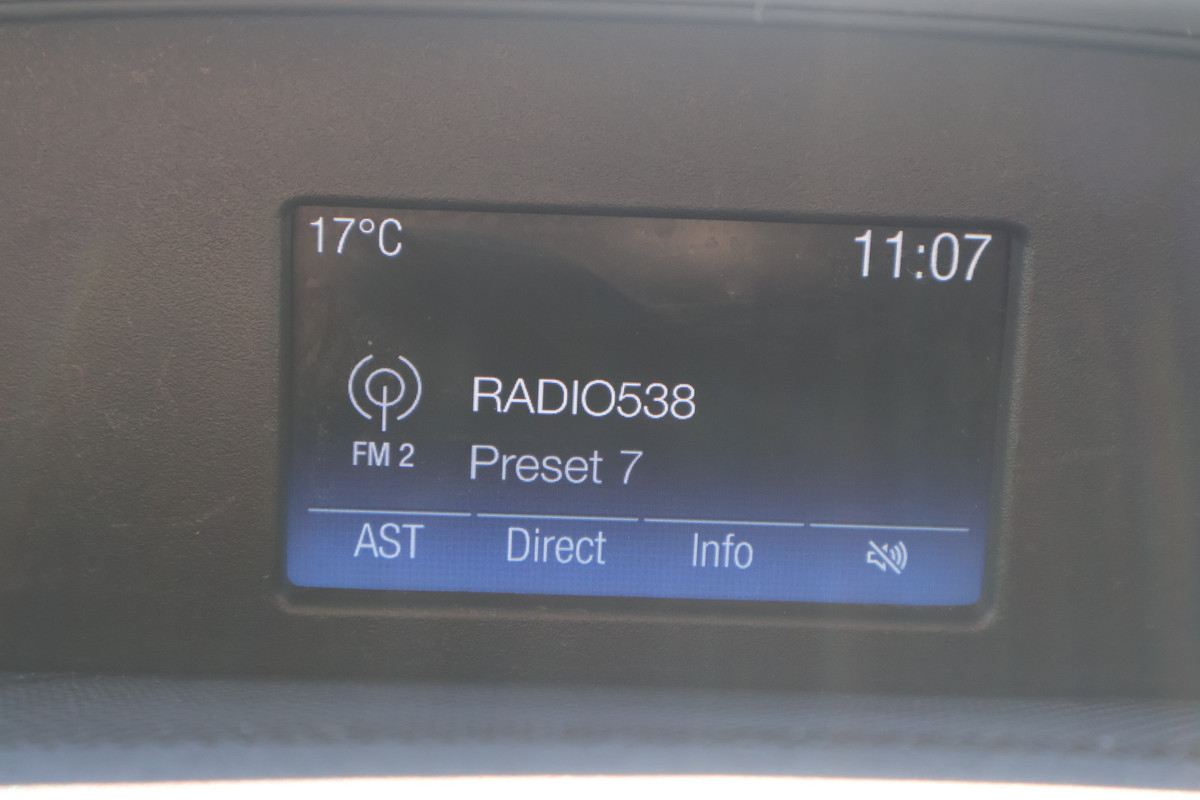 17°C 11:07
RADIO538
FM 2 Preset 7
AST Direct Info